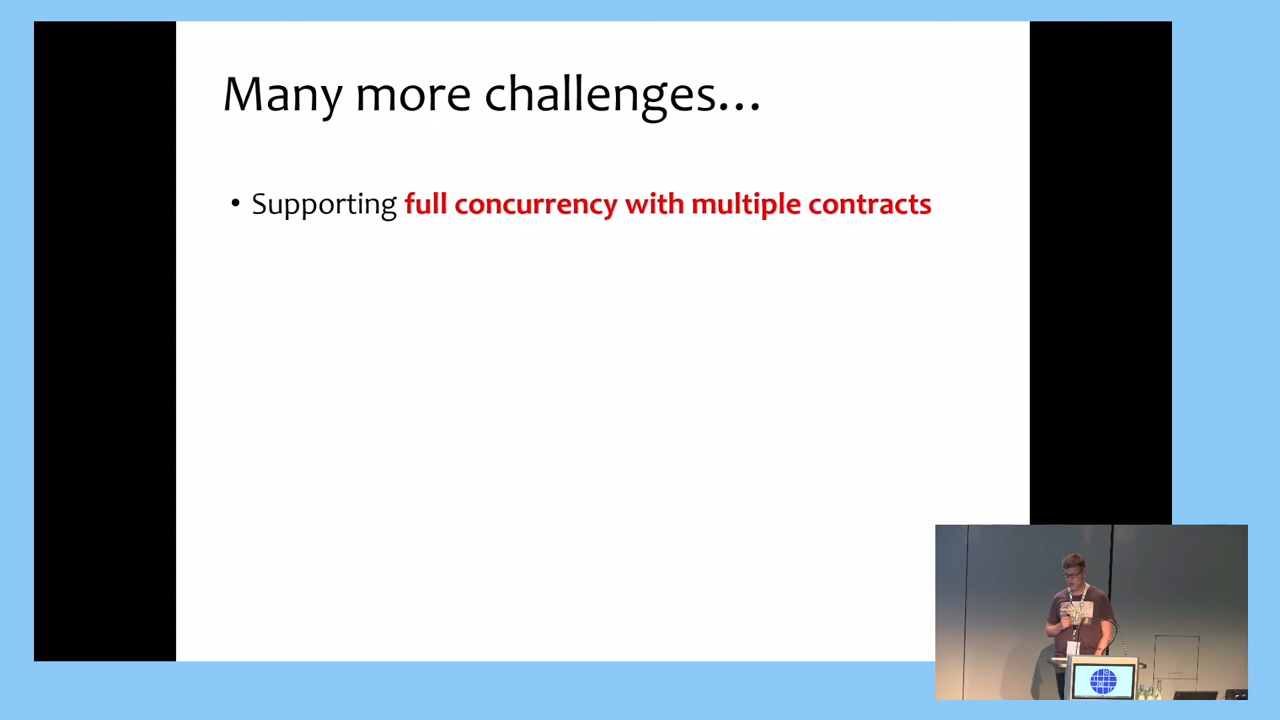 Many more challenges...
• Supporting full concurrency with multiple contracts